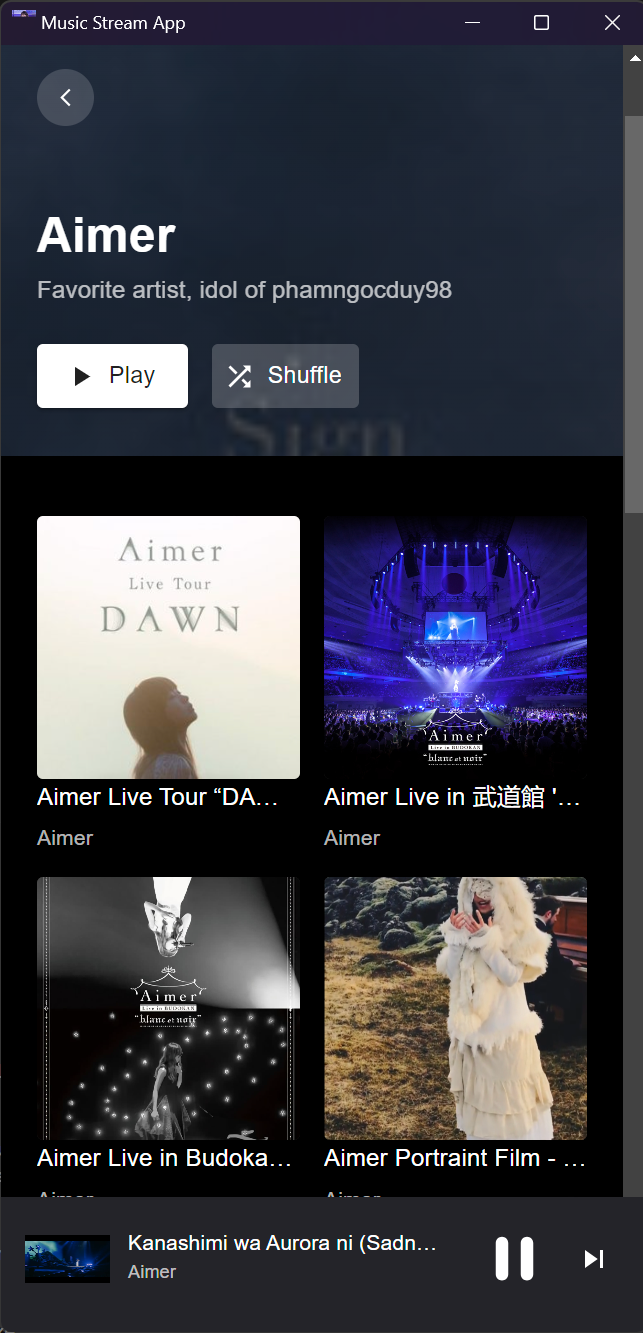 Music Stream App
Aimer
Favorite artist, idol of phamngocduy98
Play
Shuffle
Sign
Aimer
Live Tour
DAWN
Aimer
Live in BUDOKAN
"blanc et noir"
Aimer Live Tour “DA…
Aimer Live in 武道館 '…
Aimer
Aimer
Aimer
Live in BUDOKAN
"blanc et noir"
Aimer Live in Budoka…
Aimer Portraint Film - …
Aimer
Aimer
Kanashimi wa Aurora ni (Sadn…
Aimer